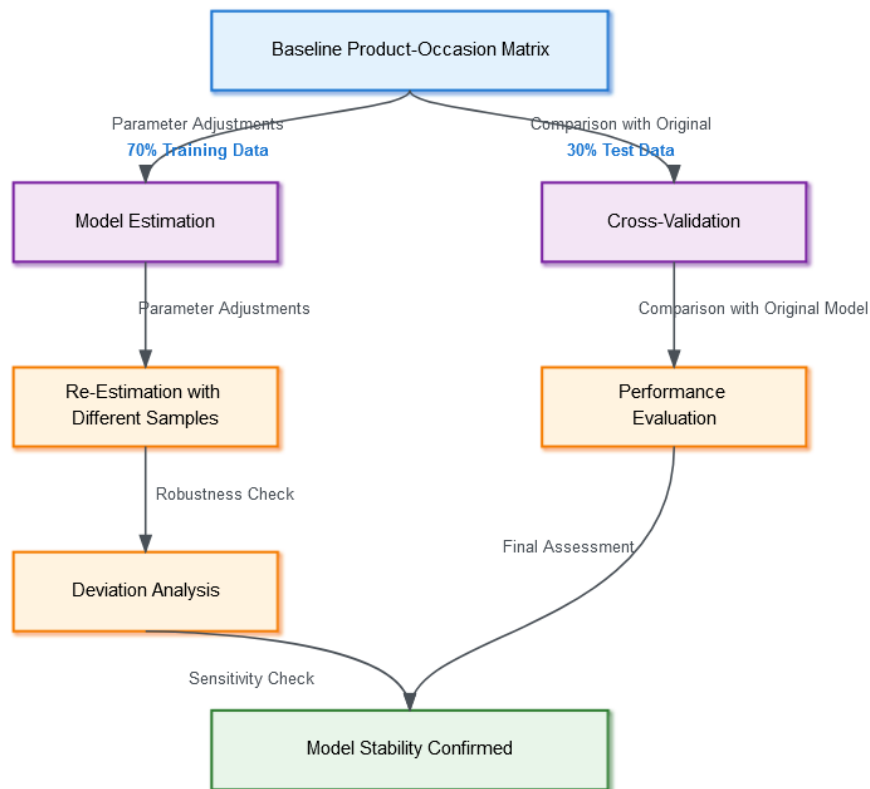 Baseline Product-Occasion Matrix
Parameter Adjustments
70% Training Data
Comparison with Original
30% Test Data
Model Estimation
Cross-Validation
Parameter Adjustments
Comparison with Original Model
Re-Estimation with
Different Samples
Performance
Evaluation
Robustness Check
Final Assessment
Deviation Analysis
Sensitivity Check
Model Stability Confirmed